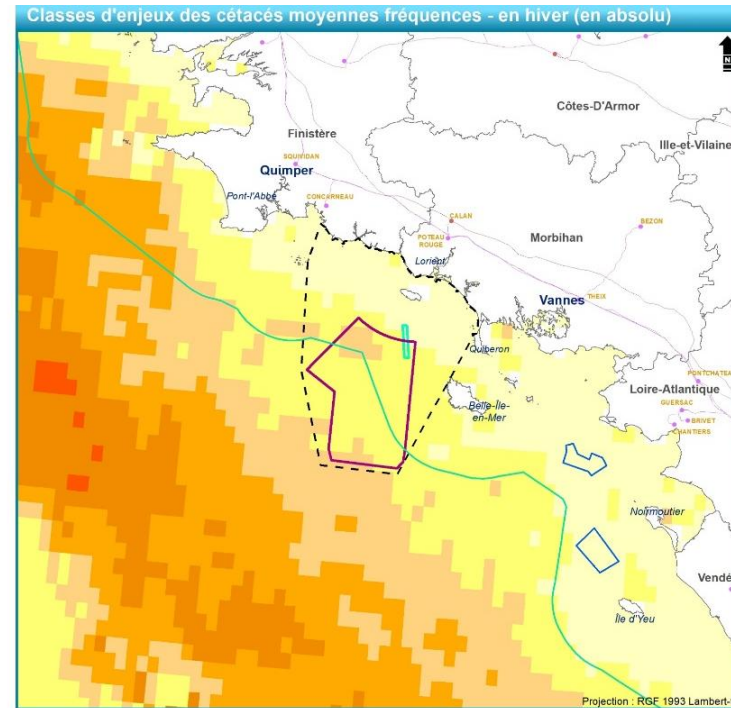 Classes d'enjeux des cétacés moyennes fréquences - en hiver (en absolu)
N
Côtes-D'Armor
Finistère
Ille-et-Vilaine
SQUIVIDAN
Quimper
Pont-l'Abbé
CONCARNEAU
CALAN
BEZON
POTEAU
ROUGE
Morbihan
Lorient
Vannes
THEIX
Quiberon
PONTCHATEA
Loire-Atlantique
Belle-Ile-
en-Mer
GUERSAC
BRIVET
CHANTIERS
Noirmoutier
Vendé
Île d'Yeu
Projection : RGF 1993 Lambert-